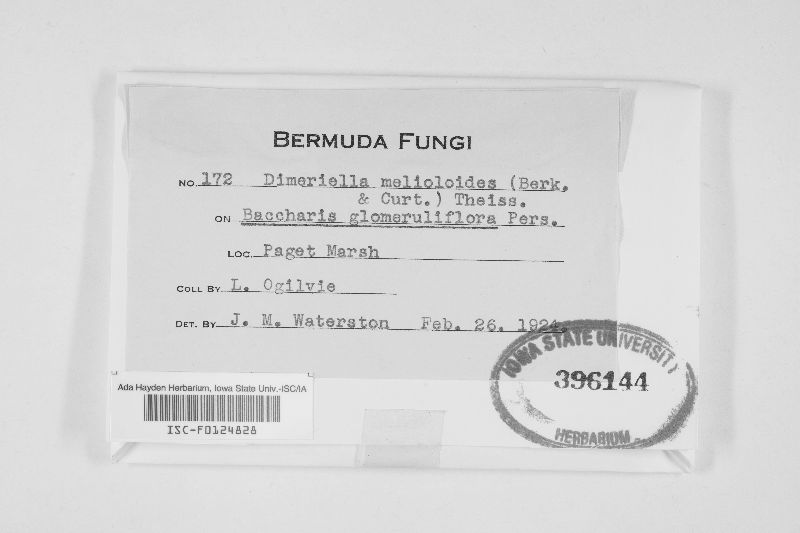 BERMUDA FUNGI
NO. 172 Dimeriella melioloides (Berk.
& Curt.) Theiss.
ON Baccharis glomeruliflora Pers.
LOC. Paget Marsh
COLL BY L. Ogilvie
DET. BY J. M. Waterston Feb. 26. 1924.
IOWA STATE UNIVERSITY
396144
HERBARIUM
Ada Hayden Herbarium, Iowa State Univ.-ISC/IA
ISC-F0124828